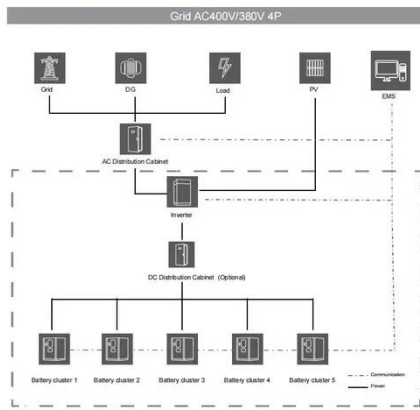 Grid AC400V/380V 4P
Grid
DG
Load
PV
EMS
AC Distribution Cabinet
Inverter
DC Distribution Cabinet (Optional)
Battery cluster 1
Battery cluster 2
Battery cluster 3
Battery cluster 4
Battery cluster 5
Communication
Power